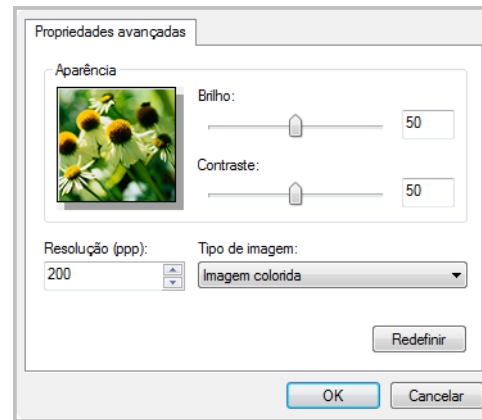 Propriedades avançadas
Aparência
Brilho:
50
Contraste:
50
Resolução (ppp):
200
Tipo de imagem:
Imagem colorida
Redefinir
OK
Cancelar